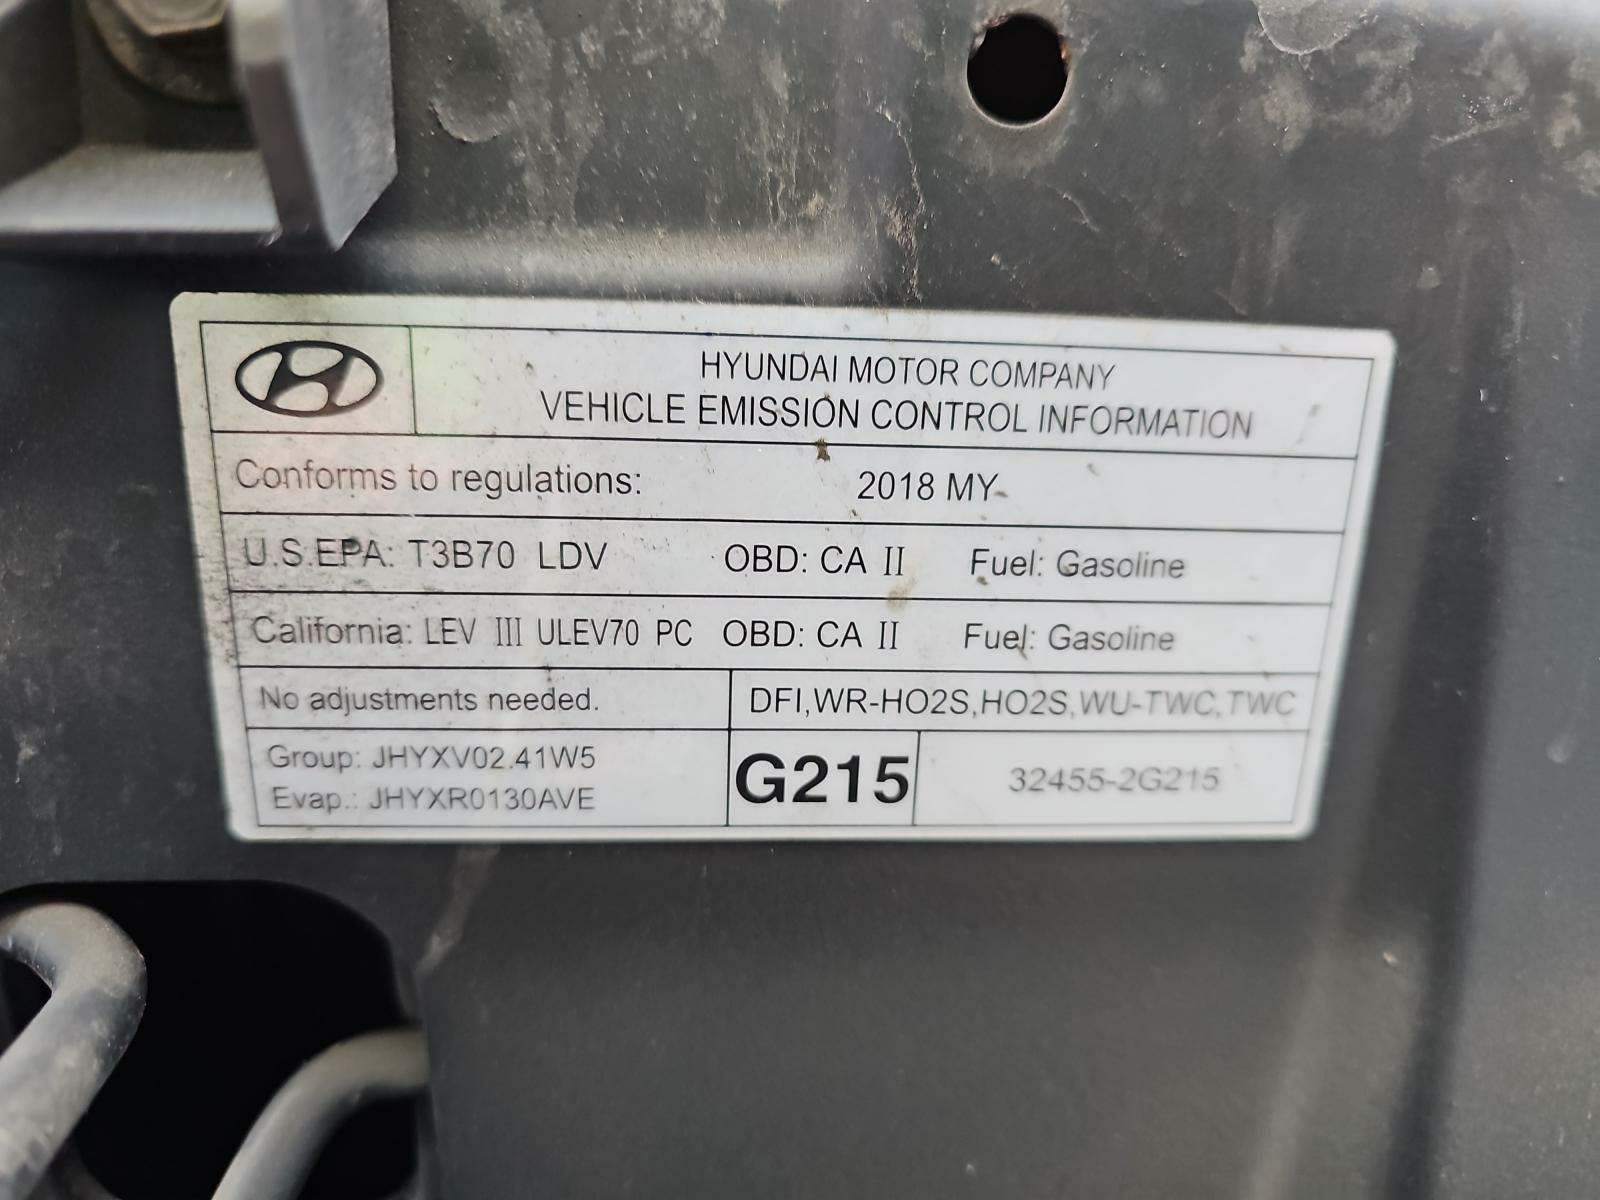 HYUNDAI MOTOR COMPANY
VEHICLE EMISSION CONTROL INFORMATION
Conforms to regulations: 2018 MY
U.S.EPA: T3B70 LDV OBD: CA II Fuel: Gasoline
California: LEV III ULEV70 PC OBD: CA II Fuel: Gasoline
No adjustments needed. DFI,WR-HO2S,HO2S,WU-TWC,TWC
Group: JHYXV02.41W5
Evap.: JHYXR0130AVE
G215
32455-2G215